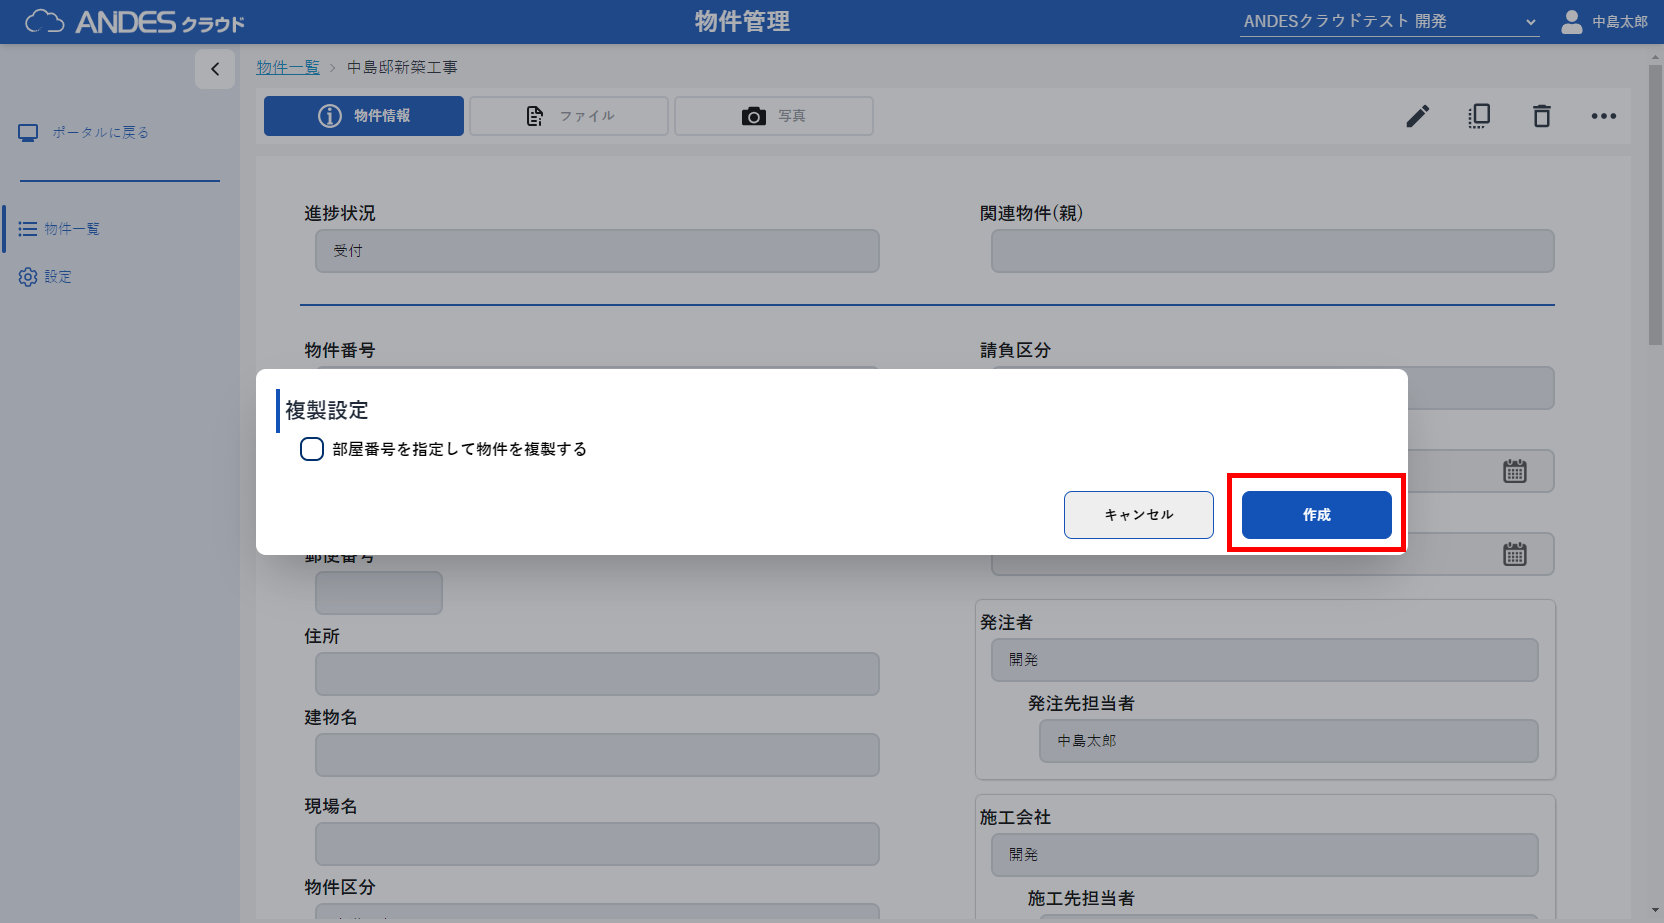 ANDES クラウド
物件管理
ANDESクラウドテスト 開発
中島太郎
物件一覧 > 中島邸新築工事
ポータルに戻る
物件一覧
設定
物件情報
ファイル
写真
進捗状況
受付
関連物件(親)
物件番号
請負区分
複製設定
部屋番号を指定して物件を複製する
キャンセル
作成
郵便番号
住所
建物名
現場名
物件区分
発注者
開発
発注先担当者
中島太郎
施工会社
開発
施工先担当者